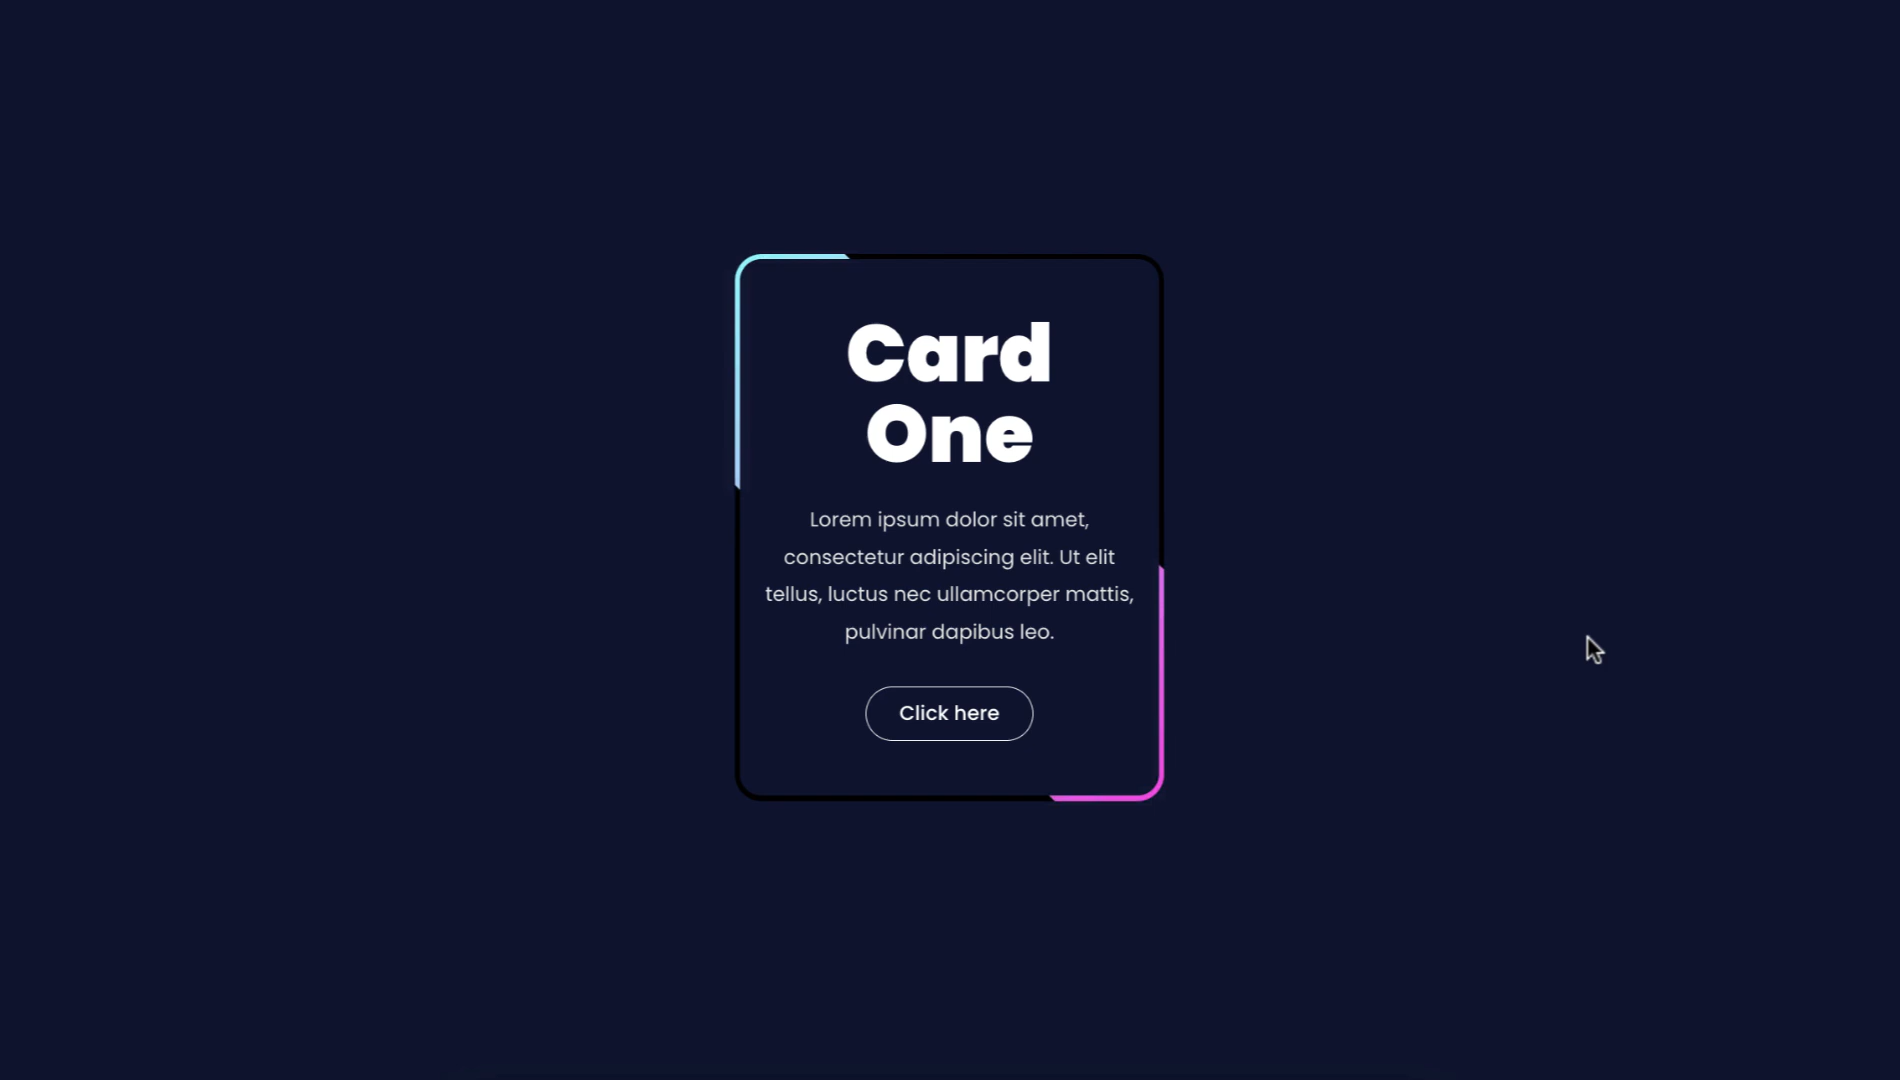 Card
One
Lorem ipsum dolor sit amet,
consectetur adipiscing elit. Ut elit
tellus, luctus nec ullamcorper mattis,
pulvinar dapibus leo.
Click here